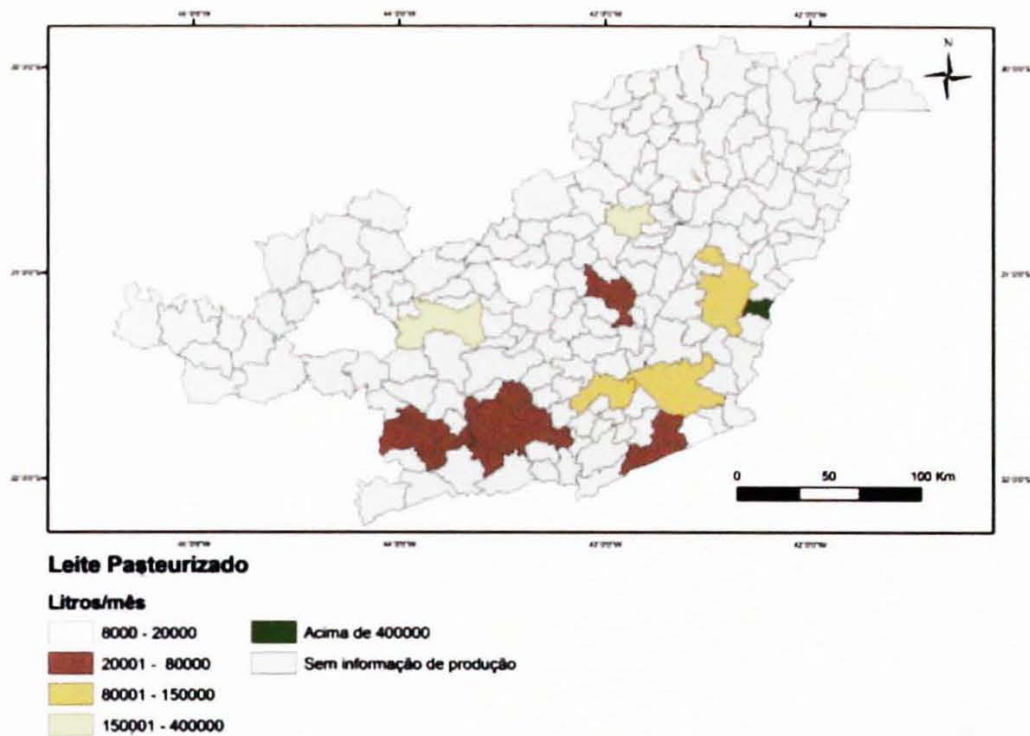 N
0 50 100 Km
Leite Pasteurizado
Litros/mês
8000 - 20000
20001 - 80000
80001 - 150000
150001 - 400000
Acima de 400000
Sem informação de produção